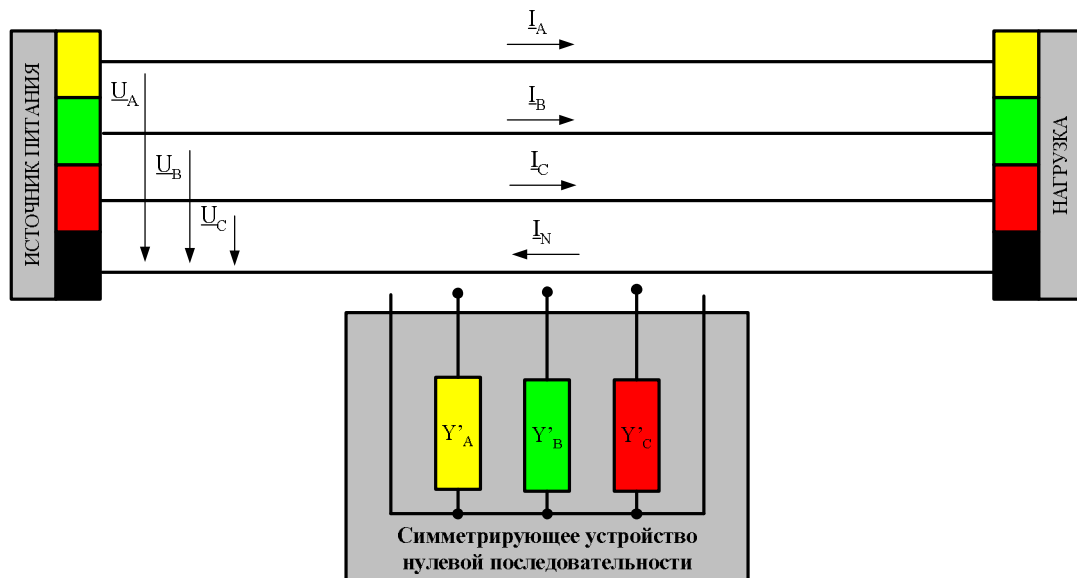 ИСТОЧНИК ПИТАНИЯ
I_A
U_A
I_B
U_B
I_C
U_C
I_N
НАГРУЗКА
Y’_A
Y’_B
Y’_C
Симметрирующее устройство
нулевой последовательности